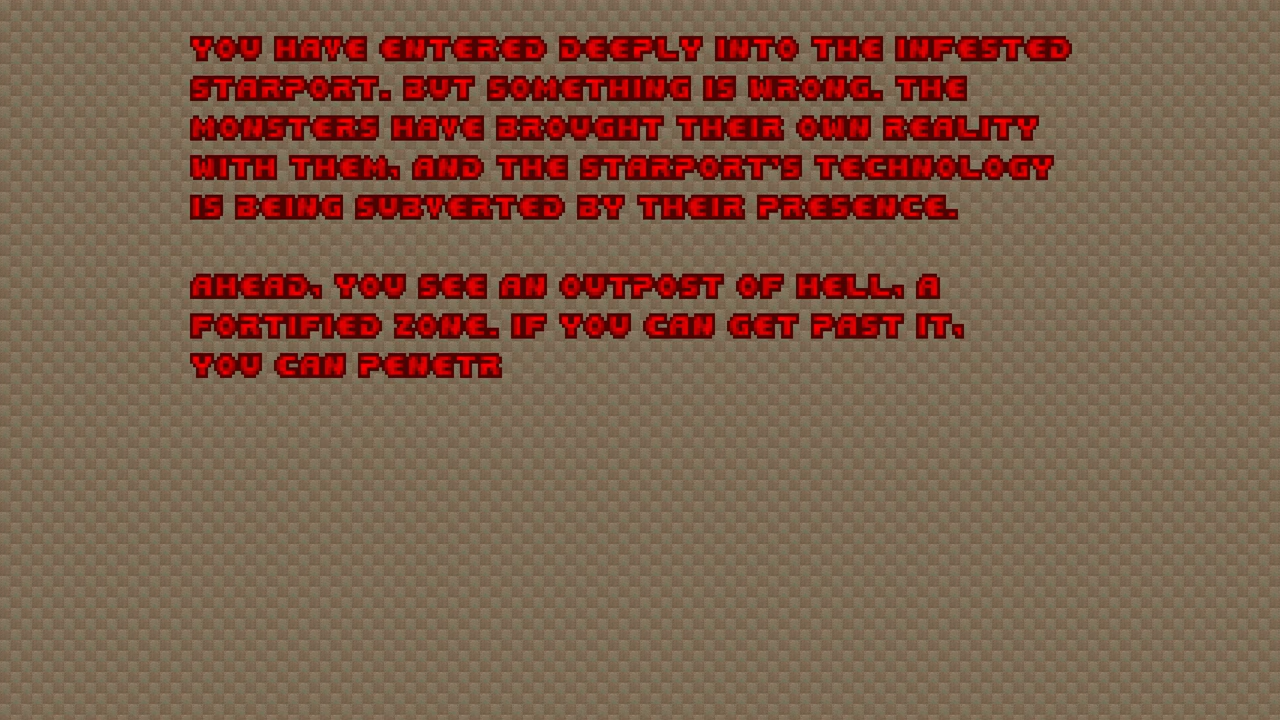 YOU HAVE ENTERED DEEPLY INTO THE INFESTED
STARPORT. BUT SOMETHING IS WRONG. THE
MONSTERS HAVE BROUGHT THEIR OWN REALITY
WITH THEM, AND THE STARPORT'S TECHNOLOGY
IS BEING SUBVERTED BY THEIR PRESENCE.
AHEAD, YOU SEE AN OUTPOST OF HELL, A
FORTIFIED ZONE. IF YOU CAN GET PAST IT,
YOU CAN PENETR